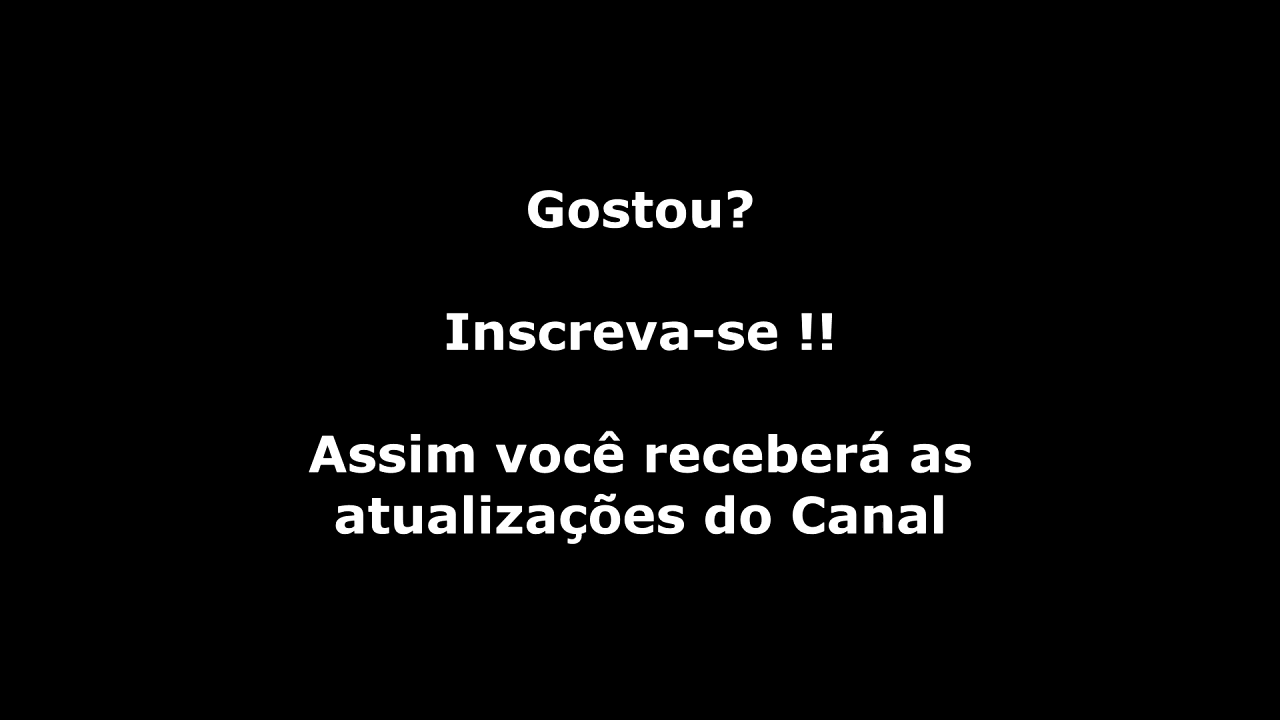 Gostou?
Inscreva-se !!
Assim você receberá as
atualizações do Canal